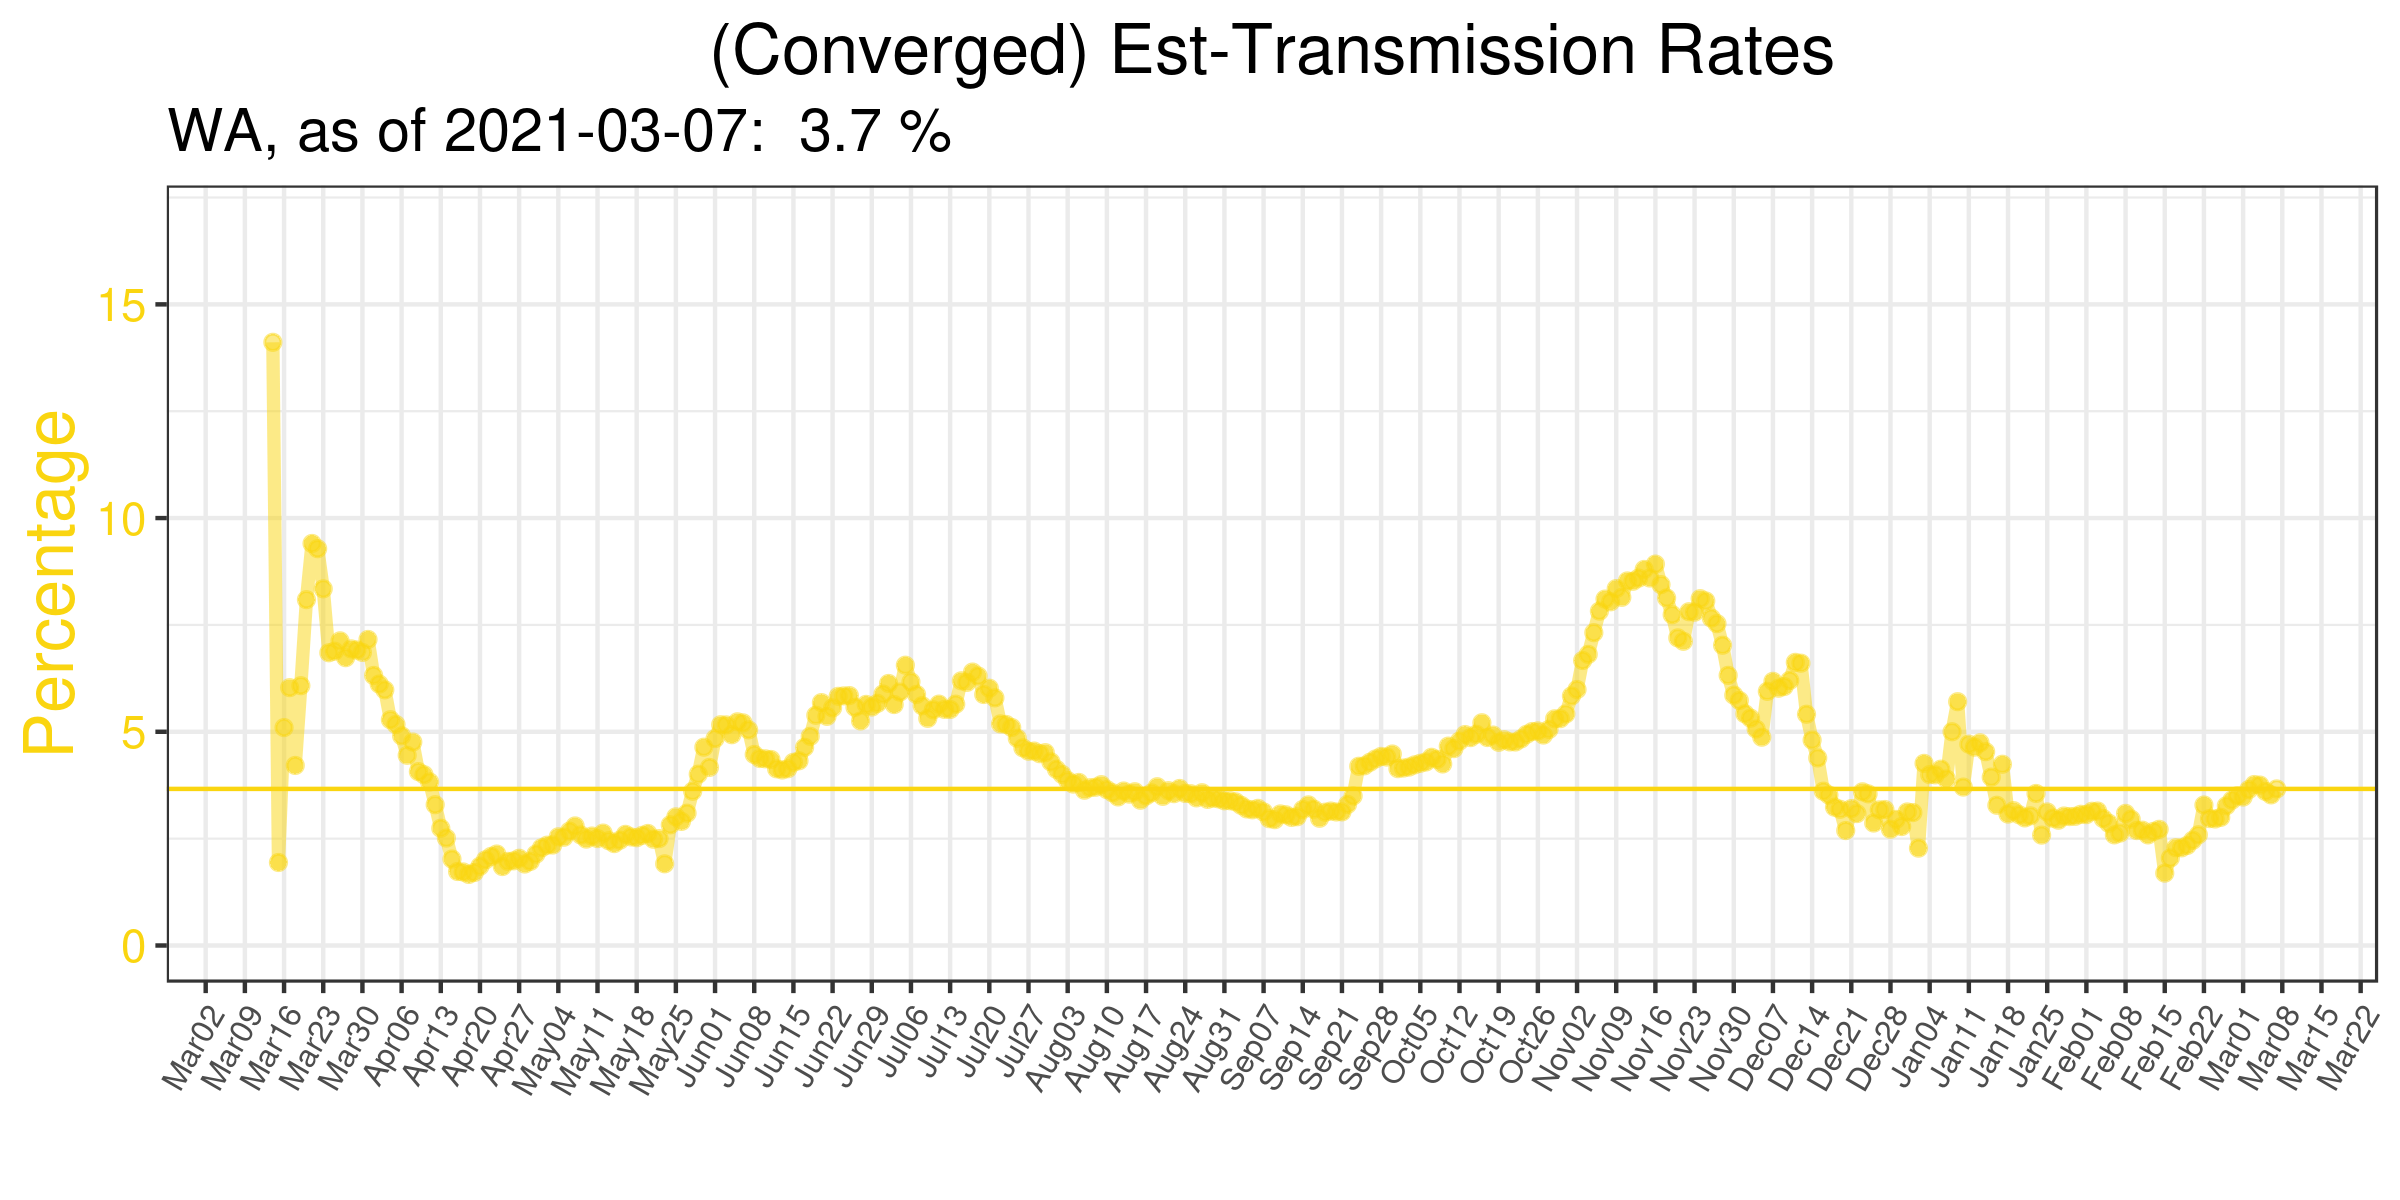 (Converged) Est-Transmission Rates
WA, as of 2021-03-07:  3.7 %
Percentage
15
10
5
0
Mar02
Mar09
Mar16
Mar23
Mar30
Apr06
Apr13
Apr20
Apr27
May04
May11
May18
May25
Jun01
Jun08
Jun15
Jun22
Jun29
Jul06
Jul13
Jul20
Jul27
Aug03
Aug10
Aug17
Aug24
Aug31
Sep07
Sep14
Sep21
Sep28
Oct05
Oct12
Oct19
Oct26
Nov02
Nov09
Nov16
Nov23
Nov30
Dec07
Dec14
Dec21
Dec28
Jan04
Jan11
Jan18
Jan25
Feb01
Feb08
Feb15
Feb22
Mar01
Mar08
Mar15
Mar22